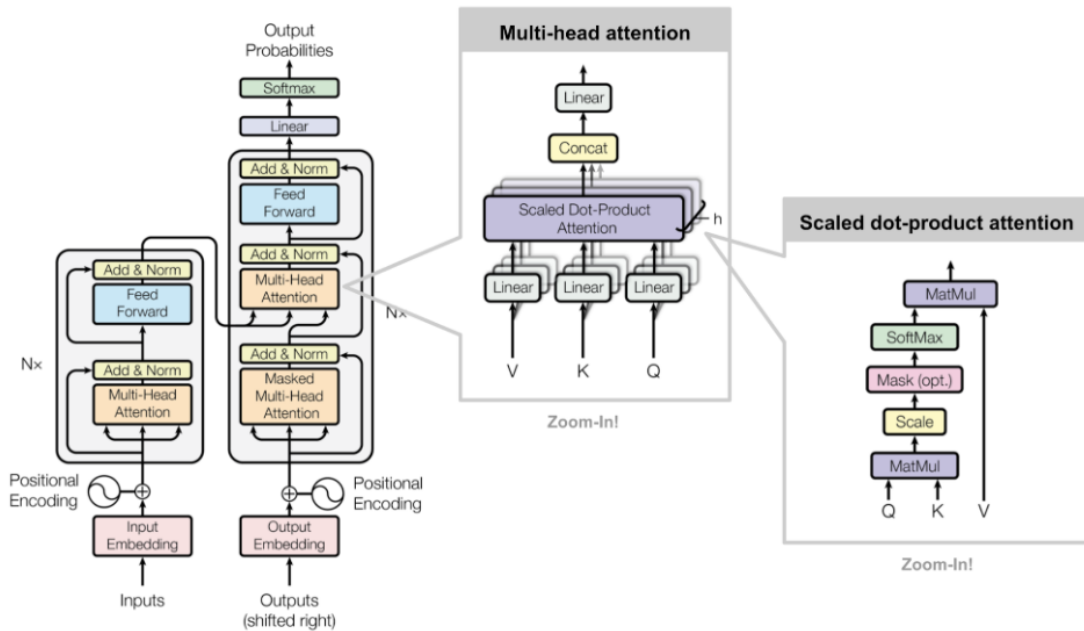 Output
Probabilities
Softmax
Linear
Add & Norm
Feed
Forward
Add & Norm
Multi-Head
Attention
Add & Norm
Masked
Multi-Head
Attention
Nx
Positional
Encoding
Output
Embedding
Outputs
(shifted right)
Add & Norm
Feed
Forward
Nx
Add & Norm
Multi-Head
Attention
Positional
Encoding
Input
Embedding
Inputs
Multi-head attention
Linear
Concat
Scaled Dot-Product
Attention
h
Linear
Linear
Linear
V
K
Q
Zoom-In!
Scaled dot-product attention
MatMul
SoftMax
Mask (opt.)
Scale
MatMul
Q
K
V
Zoom-In!